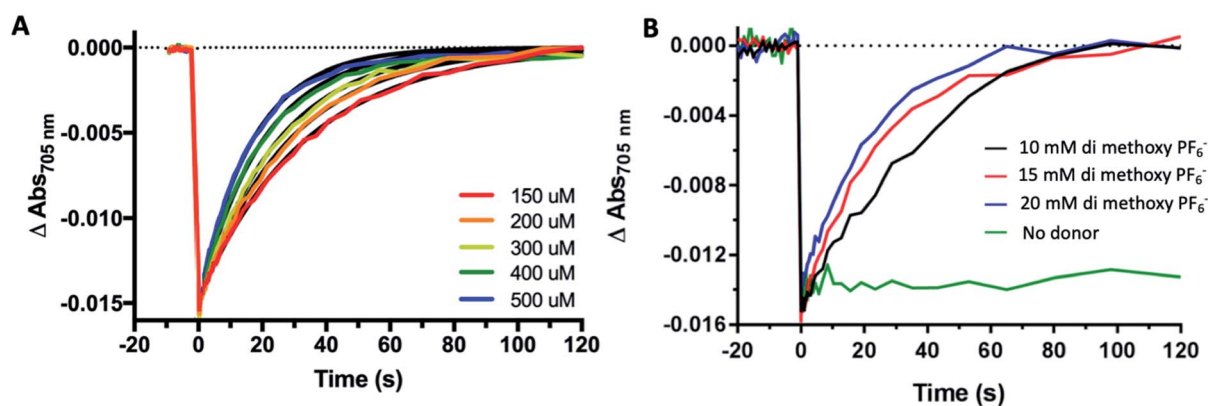 A
Δ Abs705 nm
0.000
-0.005
-0.010
-0.015
150 uM
200 uM
300 uM
400 uM
500 uM
-20 0 20 40 60 80 100 120
Time (s)
B
Δ Abs705 nm
0.000
-0.004
-0.008
-0.012
-0.016
10 mM di methoxy PF6-
15 mM di methoxy PF6-
20 mM di methoxy PF6-
No donor
-20 0 20 40 60 80 100 120
Time (s)